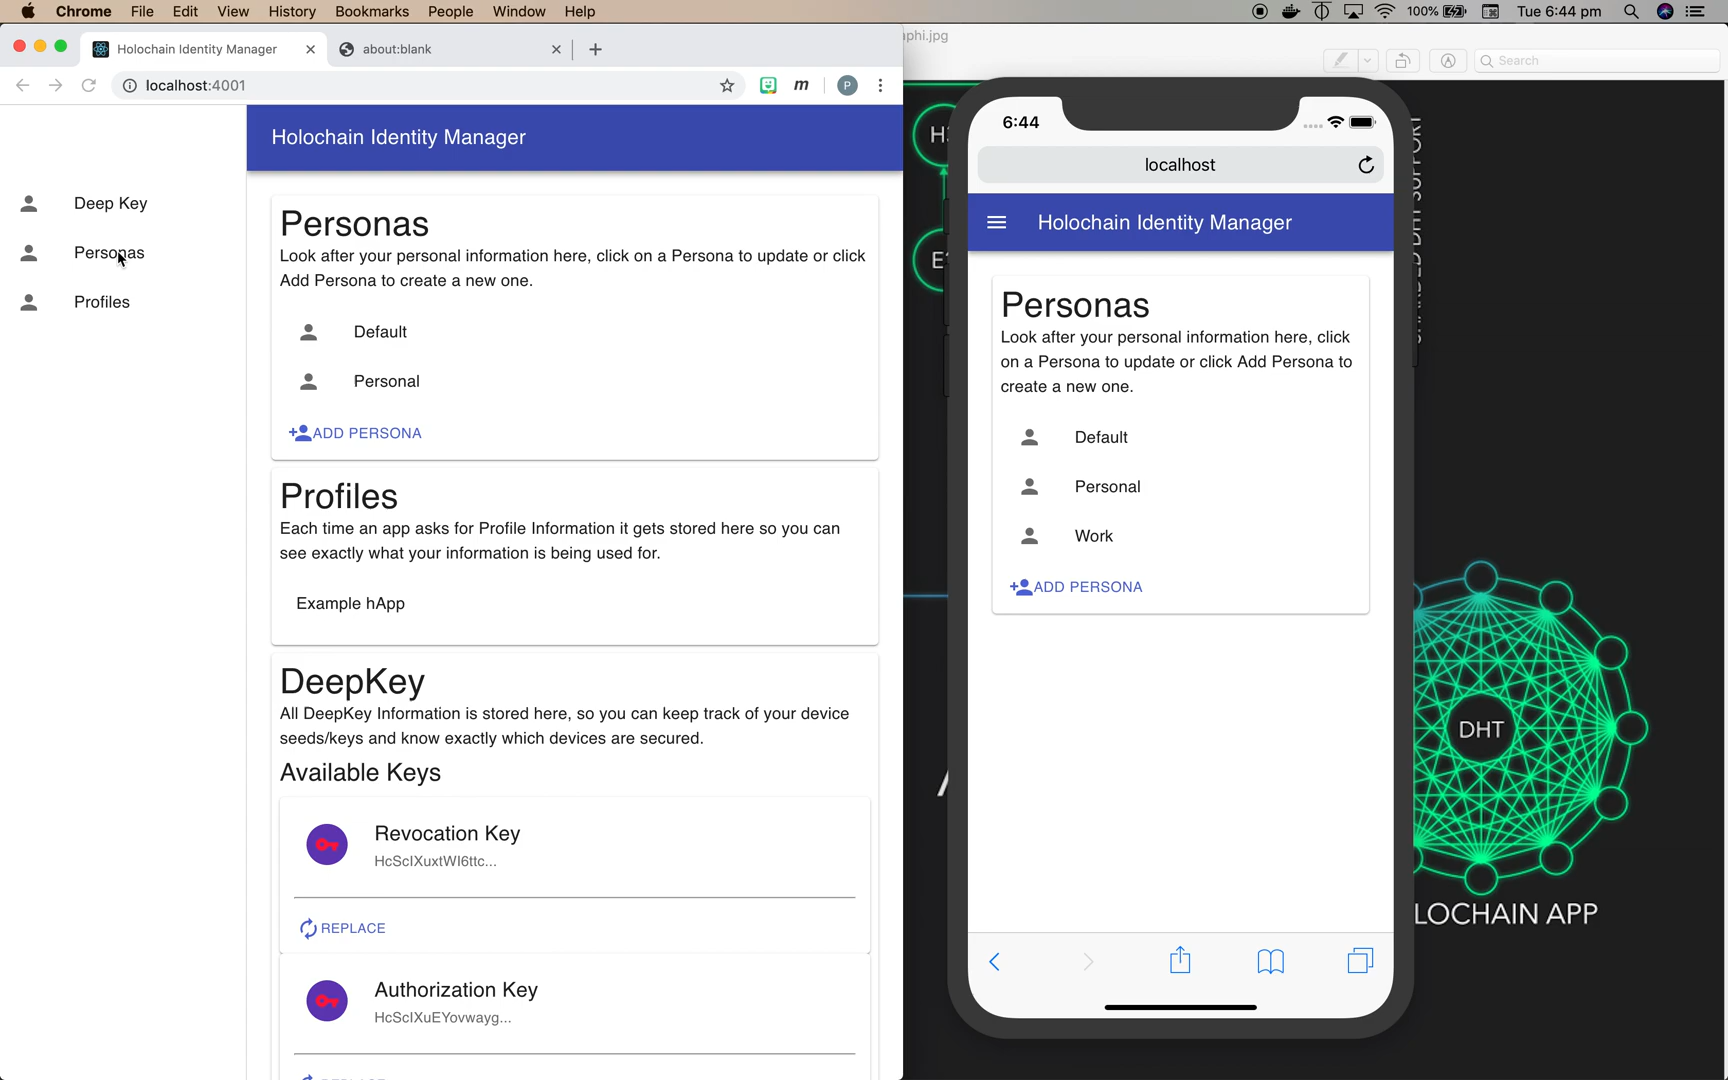 Chrome File Edit View History Bookmarks People Window Help
100% Tue 6:44 pm
Holochain Identity Manager
about:blank
localhost:4001
m
P
Deep Key
Personas
Profiles
Holochain Identity Manager
Personas
Look after your personal information here, click on a Persona to update or click
Add Persona to create a new one.
Default
Personal
ADD PERSONA
Profiles
Each time an app asks for Profile Information it gets stored here so you can
see exactly what your information is being used for.
Example hApp
DeepKey
All DeepKey Information is stored here, so you can keep track of your device
seeds/keys and know exactly which devices are secured.
Available Keys
Revocation Key
HcScIXuxtWI6ttc...
REPLACE
Authorization Key
HcScIXuEYovwayg...
aphi.jpg
Search
6:44
localhost
Holochain Identity Manager
Personas
Look after your personal information here, click
on a Persona to update or click Add Persona to
create a new one.
Default
Personal
Work
ADD PERSONA
DHT SUPPORT
DHT
LOCHAIN APP